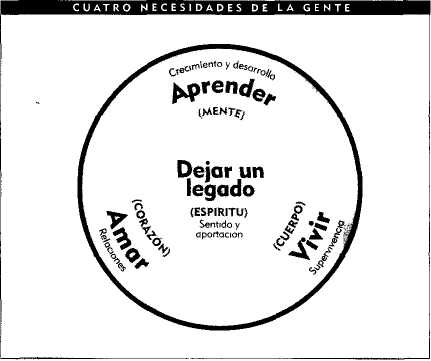 CUATRO NECESIDADES DE LA GENTE
Crecimiento y desarrollo
Aprender
(MENTE)
Dejar un
legado
(ESPIRITU)
Sentido y
aportacion
(CORAZÓN)
Amar
Relaciones
(CUERPO)
Vivir
Supervivencia